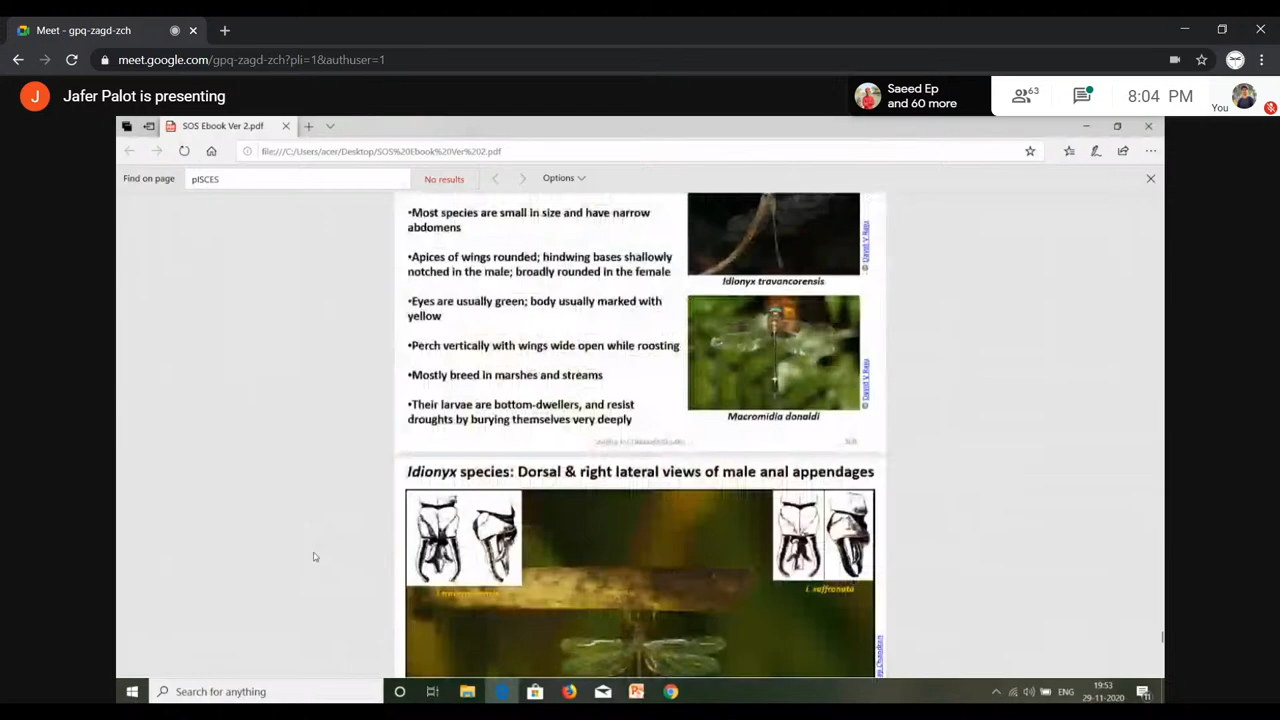 Meet - gpq-zagd-zch
meet.google.com/gpq-zagd-zch?pli=1&authuser=1
J
Jafer Palot is presenting
Saeed Ep
and 60 more
63
8:04 PM
You
SOS Ebook Ver 2.pdf
file:///C:/Users/acer/Desktop/SOS%20Ebook%20Ver%202.pdf
Find on page
pISCES
No results
Options
•Most species are small in size and have narrow
abdomens
•Apices of wings rounded; hindwing bases shallowly
notched in the male; broadly rounded in the female
•Eyes are usually green; body usually marked with
yellow
•Perch vertically with wings wide open while roosting
•Mostly breed in marshes and streams
•Their larvae are bottom-dwellers, and resist
droughts by burying themselves very deeply
© David V Raju
Idionyx travancorensis
© David V Raju
Macromidia donaldi
Idionyx species: Dorsal & right lateral views of male anal appendages
I. saffronata
Search for anything
ENG
19:53
29-11-2020
11